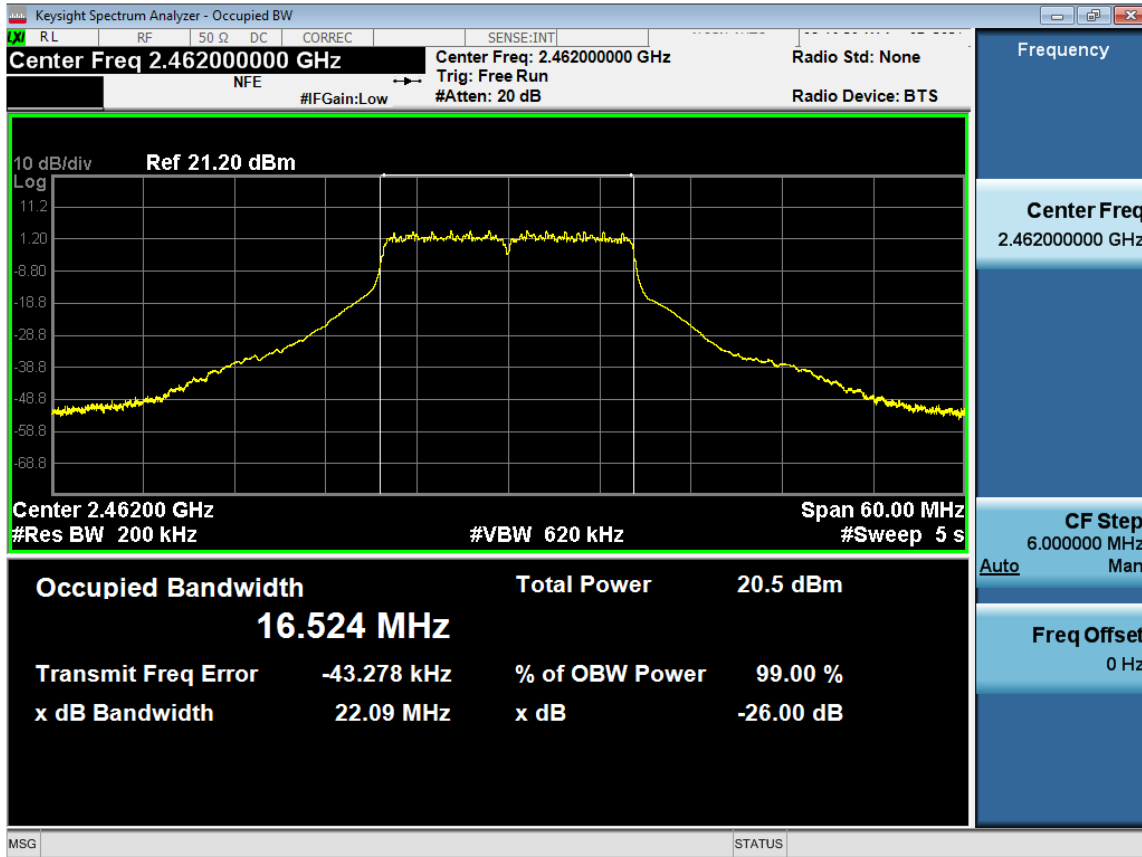 Keysight Spectrum Analyzer - Occupied BW
LXI RL RF 50 Ω DC CORREC SENSE:INT
Center Freq 2.462000000 GHz
NFE
#IFGain:Low
Center Freq: 2.462000000 GHz
Trig: Free Run
#Atten: 20 dB
Radio Std: None
Radio Device: BTS
10 dB/div Ref 21.20 dBm
Log
11.2
1.20
-8.80
-18.8
-28.8
-38.8
-48.8
-58.8
-68.8
Center 2.46200 GHz Span 60.00 MHz
#Res BW 200 kHz #VBW 620 kHz #Sweep 5 s
Occupied Bandwidth Total Power 20.5 dBm
16.524 MHz
Transmit Freq Error -43.278 kHz % of OBW Power 99.00 %
x dB Bandwidth 22.09 MHz x dB -26.00 dB
Frequency
Center Freq
2.462000000 GHz
CF Step
6.000000 MHz
Auto Man
Freq Offset
0 Hz
MSG STATUS